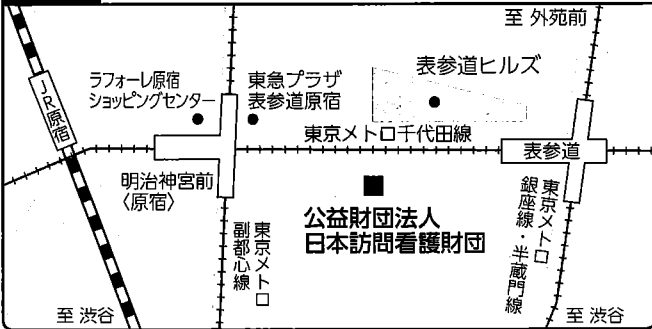 至 外苑前
JR原宿
ラフォーレ原宿
ショッピングセンター
東急プラザ
表参道原宿
表参道ヒルズ
東京メトロ千代田線
表参道
明治神宮前
〈原宿〉
公益財団法人
日本訪問看護財団
東京メトロ
副都心線
東京メトロ
銀座線・半蔵門線
至 渋谷
至 渋谷